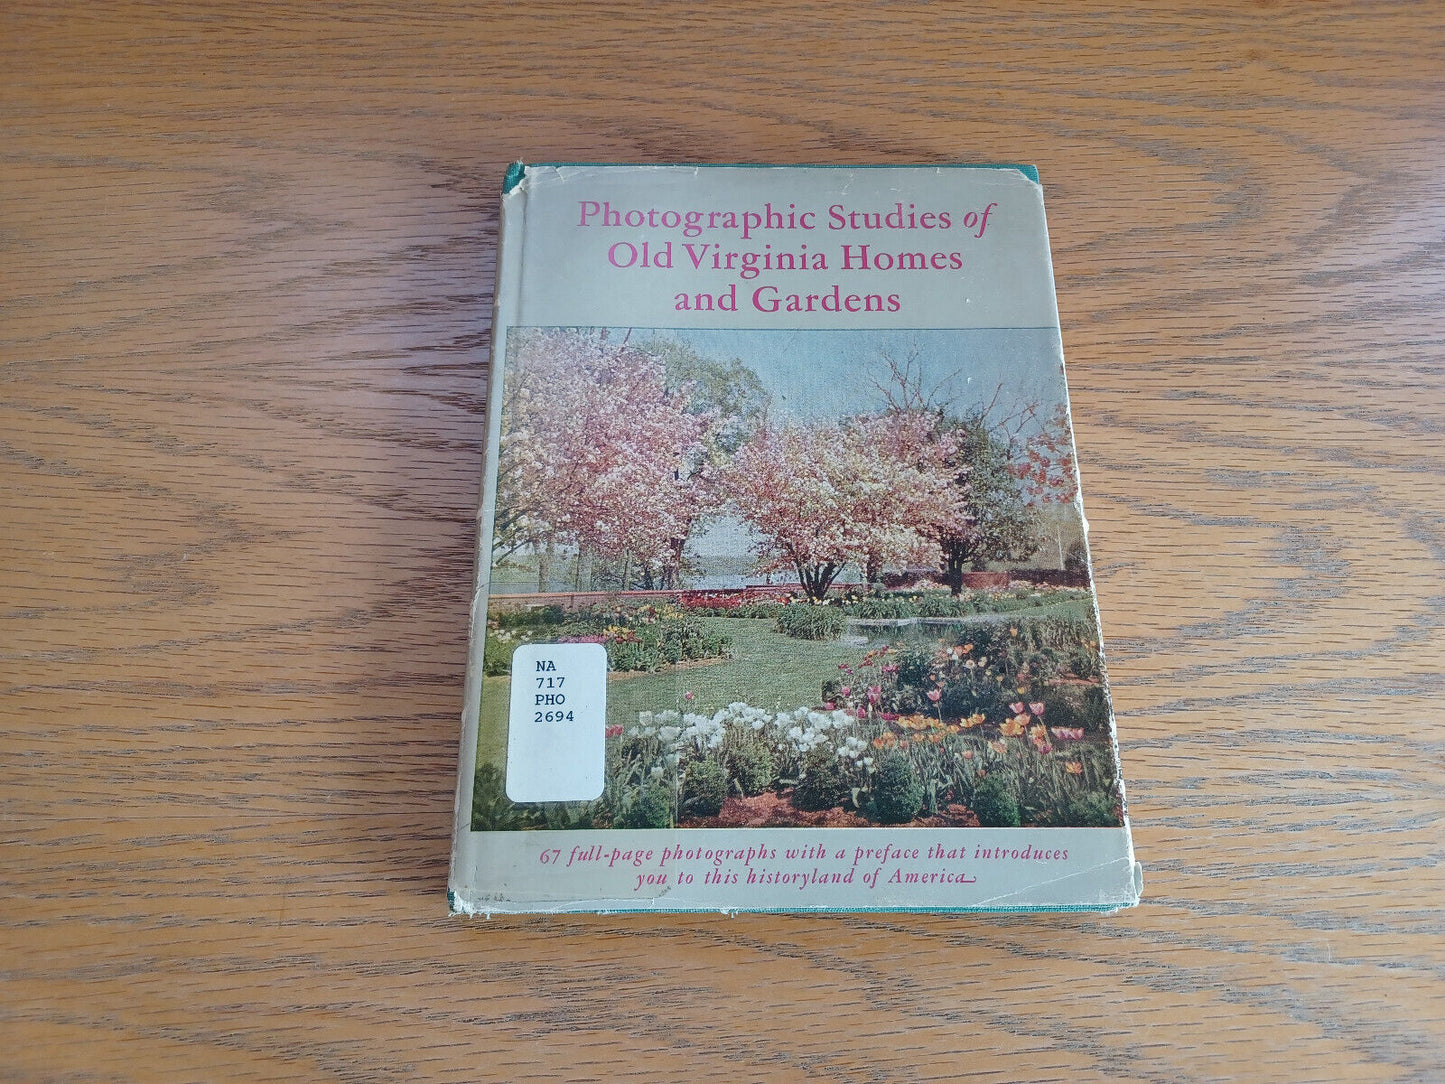 Photographic Studies of
Old Virginia Homes
and Gardens
NA
717
PHO
2694
67 full-page photographs with a preface that introduces
you to this historyland of America